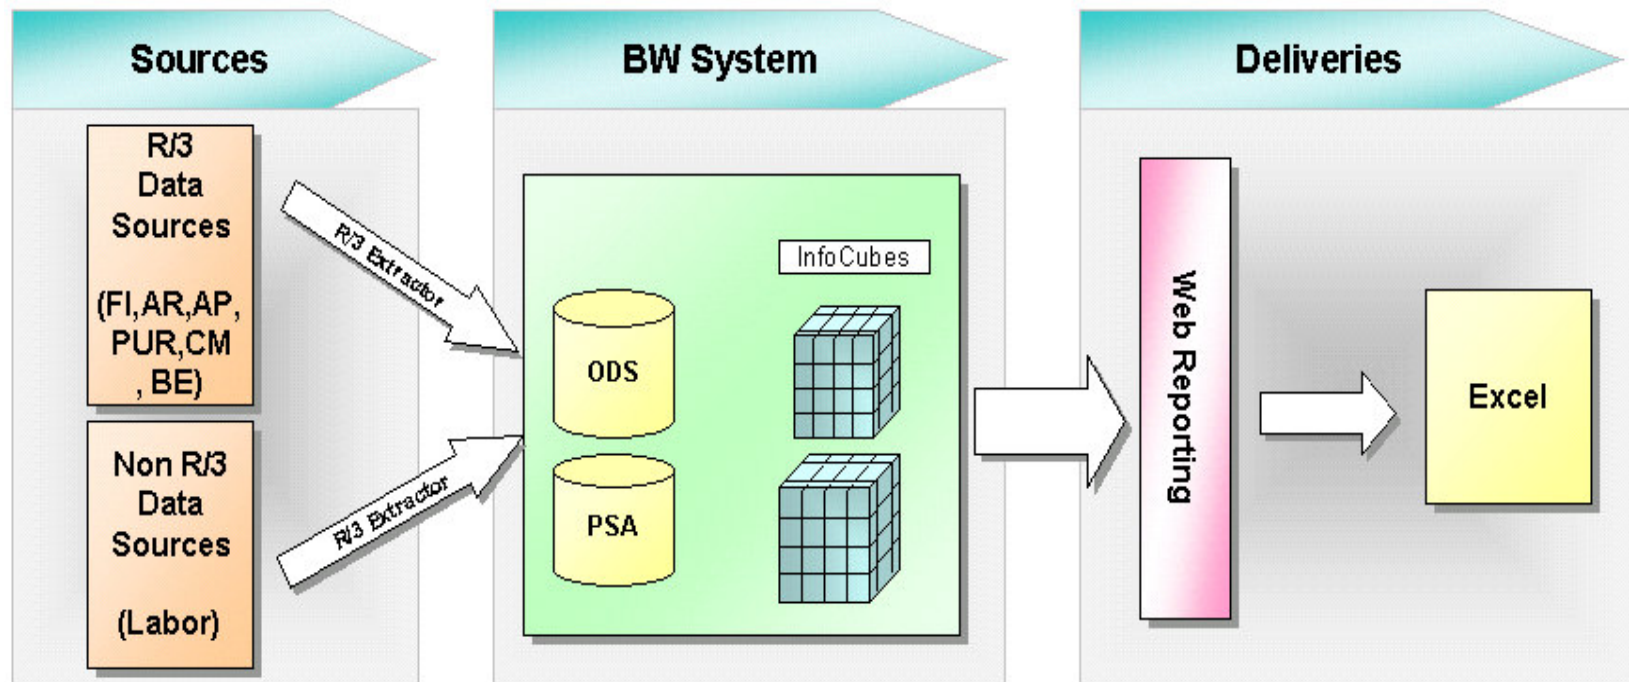 Sources
BW System
Deliveries
R/3
Data
Sources
(FI,AR,AP,
PUR,CM
, BE)
Non R/3
Data
Sources
(Labor)
R/3 Extractor
R/3 Extractor
InfoCubes
ODS
PSA
Web Reporting
Excel